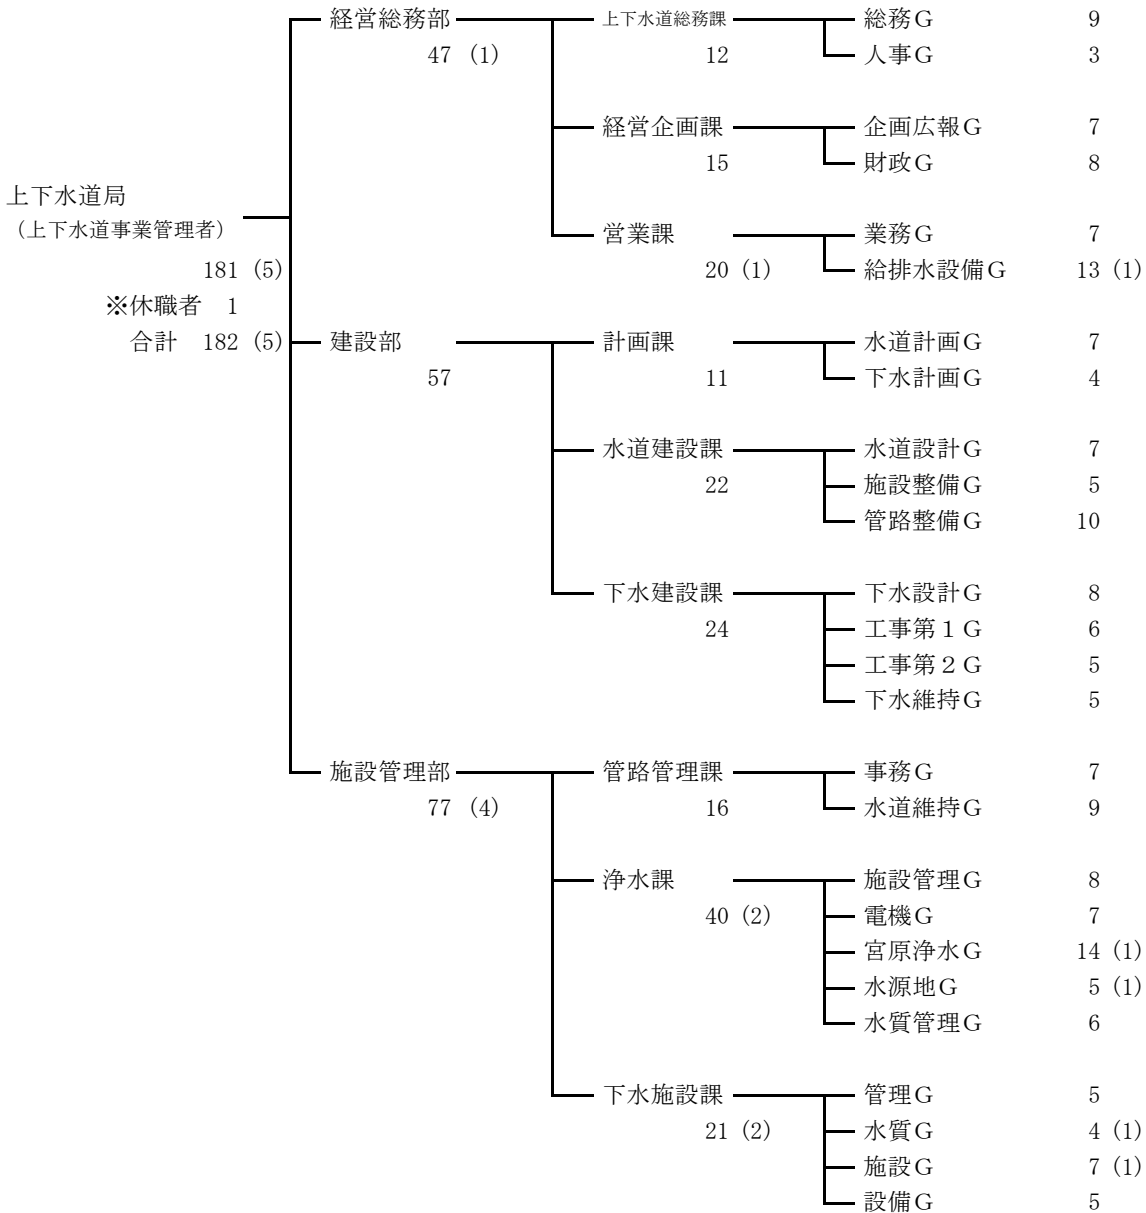 経営総務部 上下水道総務課 総務G 9
47 (1) 12 人事G 3
経営企画課 企画広報G 7
15 財政G 8
上下水道局
(上下水道事業管理者)
営業課 業務G 7
181 (5) 20 (1) 給排水設備G 13 (1)
※休職者 1
合計 182 (5) 建設部 計画課 水道計画G 7
57 11 下水計画G 4
水道建設課 水道設計G 7
22 施設整備G 5
管路整備G 10
下水建設課 下水設計G 8
24 工事第1G 6
工事第2G 5
下水維持G 5
施設管理部 管路管理課 事務G 7
77 (4) 16 水道維持G 9
浄水課 施設管理G 8
40 (2) 電機G 7
宮原浄水G 14 (1)
水源地G 5 (1)
水質管理G 6
下水施設課 管理G 5
21 (2) 水質G 4 (1)
施設G 7 (1)
設備G 5